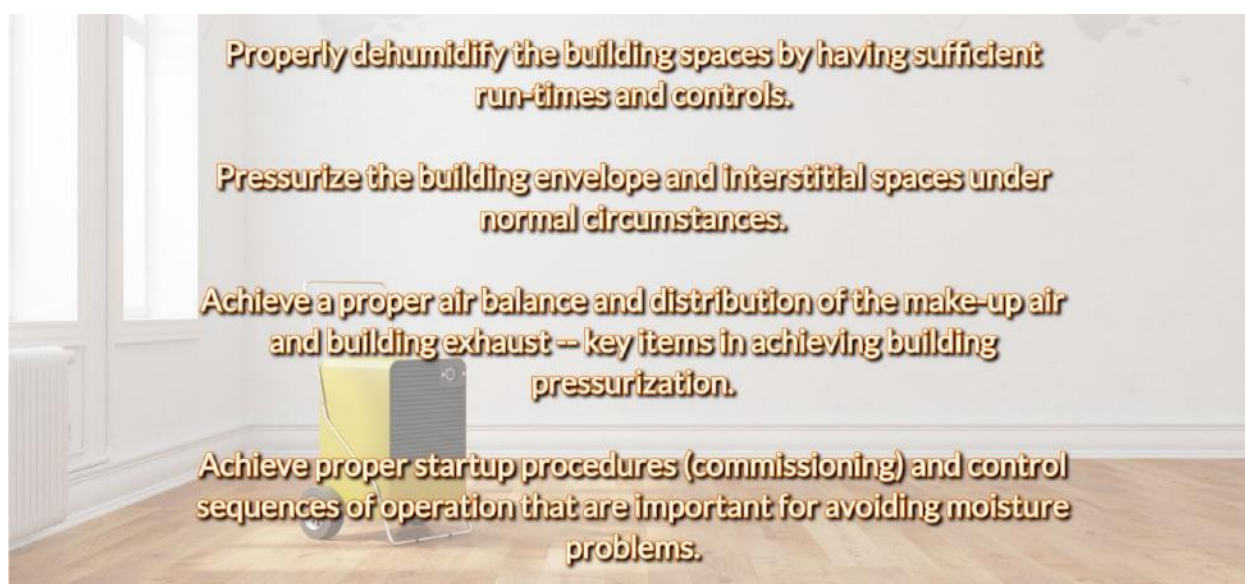 Properly dehumidify the building spaces by having sufficient
run-times and controls.
Pressurize the building envelope and interstitial spaces under
normal circumstances.
Achieve a proper air balance and distribution of the make-up air
and building exhaust -- key items in achieving building
pressurization.
Achieve proper startup procedures (commissioning) and control
sequences of operation that are important for avoiding moisture
problems.